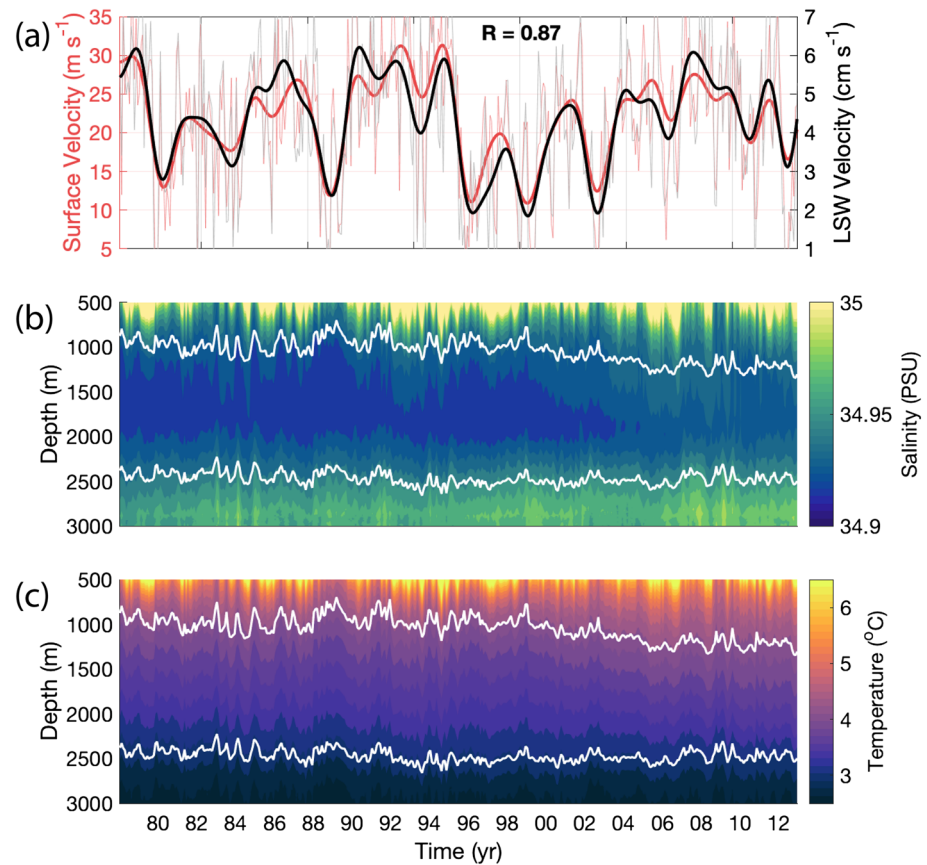 (a)
R = 0.87
Surface Velocity (m s⁻¹)
35
30
25
20
15
10
5
LSW Velocity (cm s⁻¹)
7
6
5
4
3
2
1
(b)
Depth (m)
500
1000
1500
2000
2500
3000
Salinity (PSU)
35
34.95
34.9
(c)
Depth (m)
500
1000
1500
2000
2500
3000
Temperature (°C)
6
5
4
3
80 82 84 86 88 90 92 94 96 98 00 02 04 06 08 10 12
Time (yr)